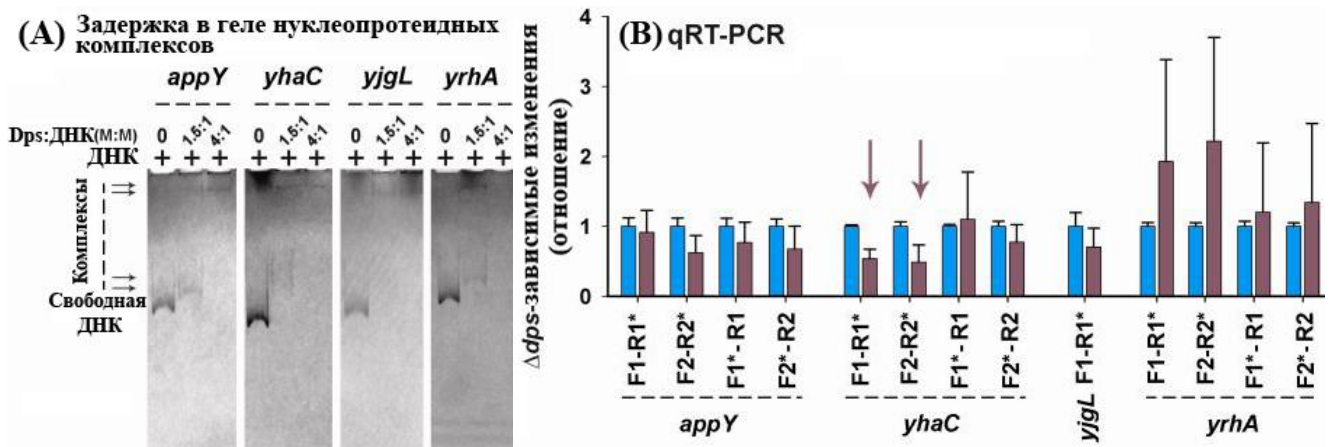 (A) Задержка в геле нуклеопротеидных
комплексов
appY yhaC yjgL yrhA
Dps:ДНК(М:М) 0 1.5:1 4:1 0 1.5:1 4:1 0 1.5:1 4:1 0 1.5:1 4:1
ДНК + + + + + + + + + + + +
Комплексы
Свободная
ДНК
(B) qRT-PCR
Δdps-зависимые изменения
(отношение)
4
3
2
1
0
F1-R1* F2-R2* F1*- R1 F2*- R2 F1-R1* F2-R2* F1*- R1 F2*- R2 F1-R1* F1-R1* F2-R2* F1*- R1 F2*- R2
appY yhaC yjgL yrhA